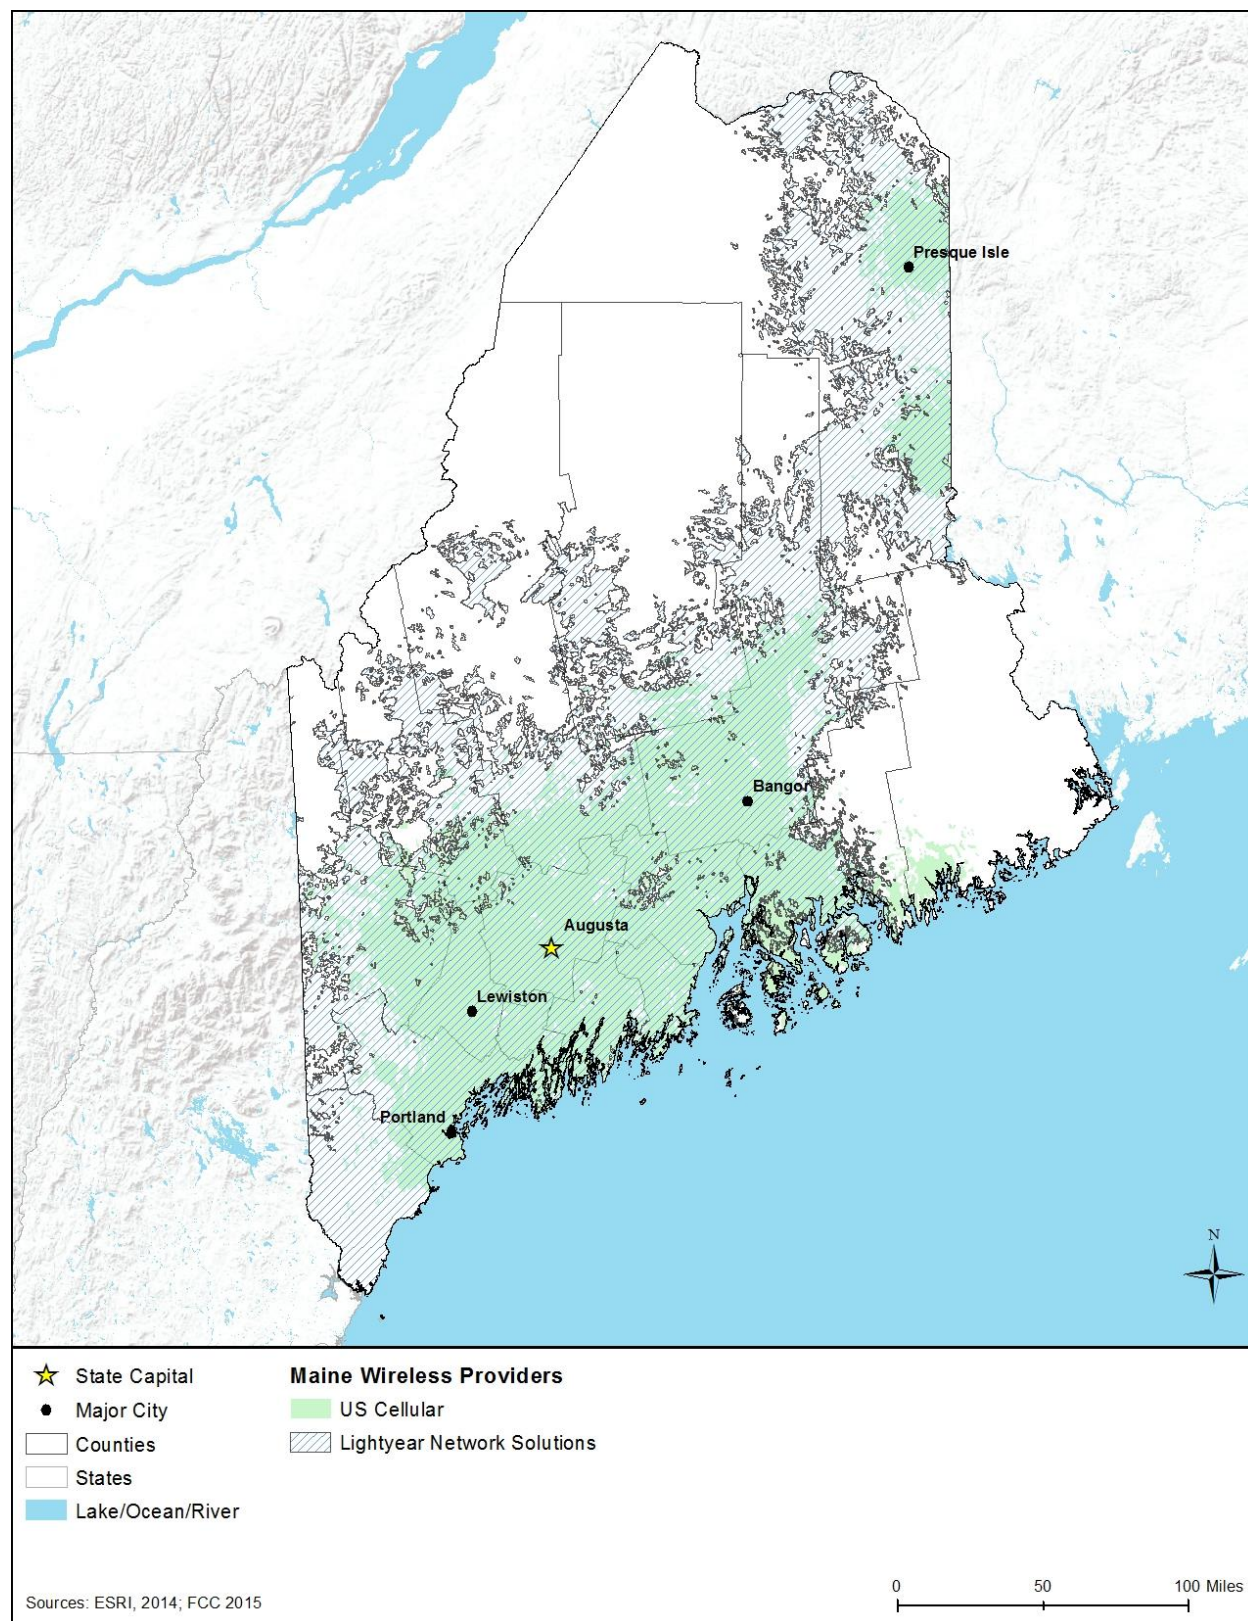 Presque Isle
Bangor
Augusta
Lewiston
Portland
N
State Capital
Major City
Counties
States
Lake/Ocean/River
Maine Wireless Providers
US Cellular
Lightyear Network Solutions
Sources: ESRI, 2014; FCC 2015
0 50 100 Miles